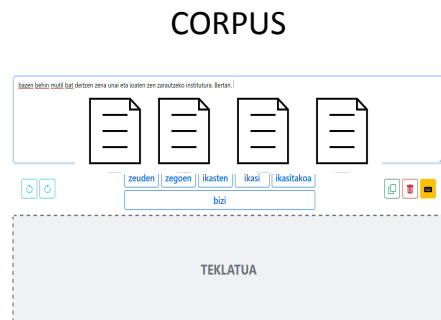 CORPUS
bazen behin mutil bat deitzen zena unai eta joaten zen zarautzeko institutura. Bertan.
zeuden zegoen ikasten ikasi ikasitakoa
bizi
TEKLATUA